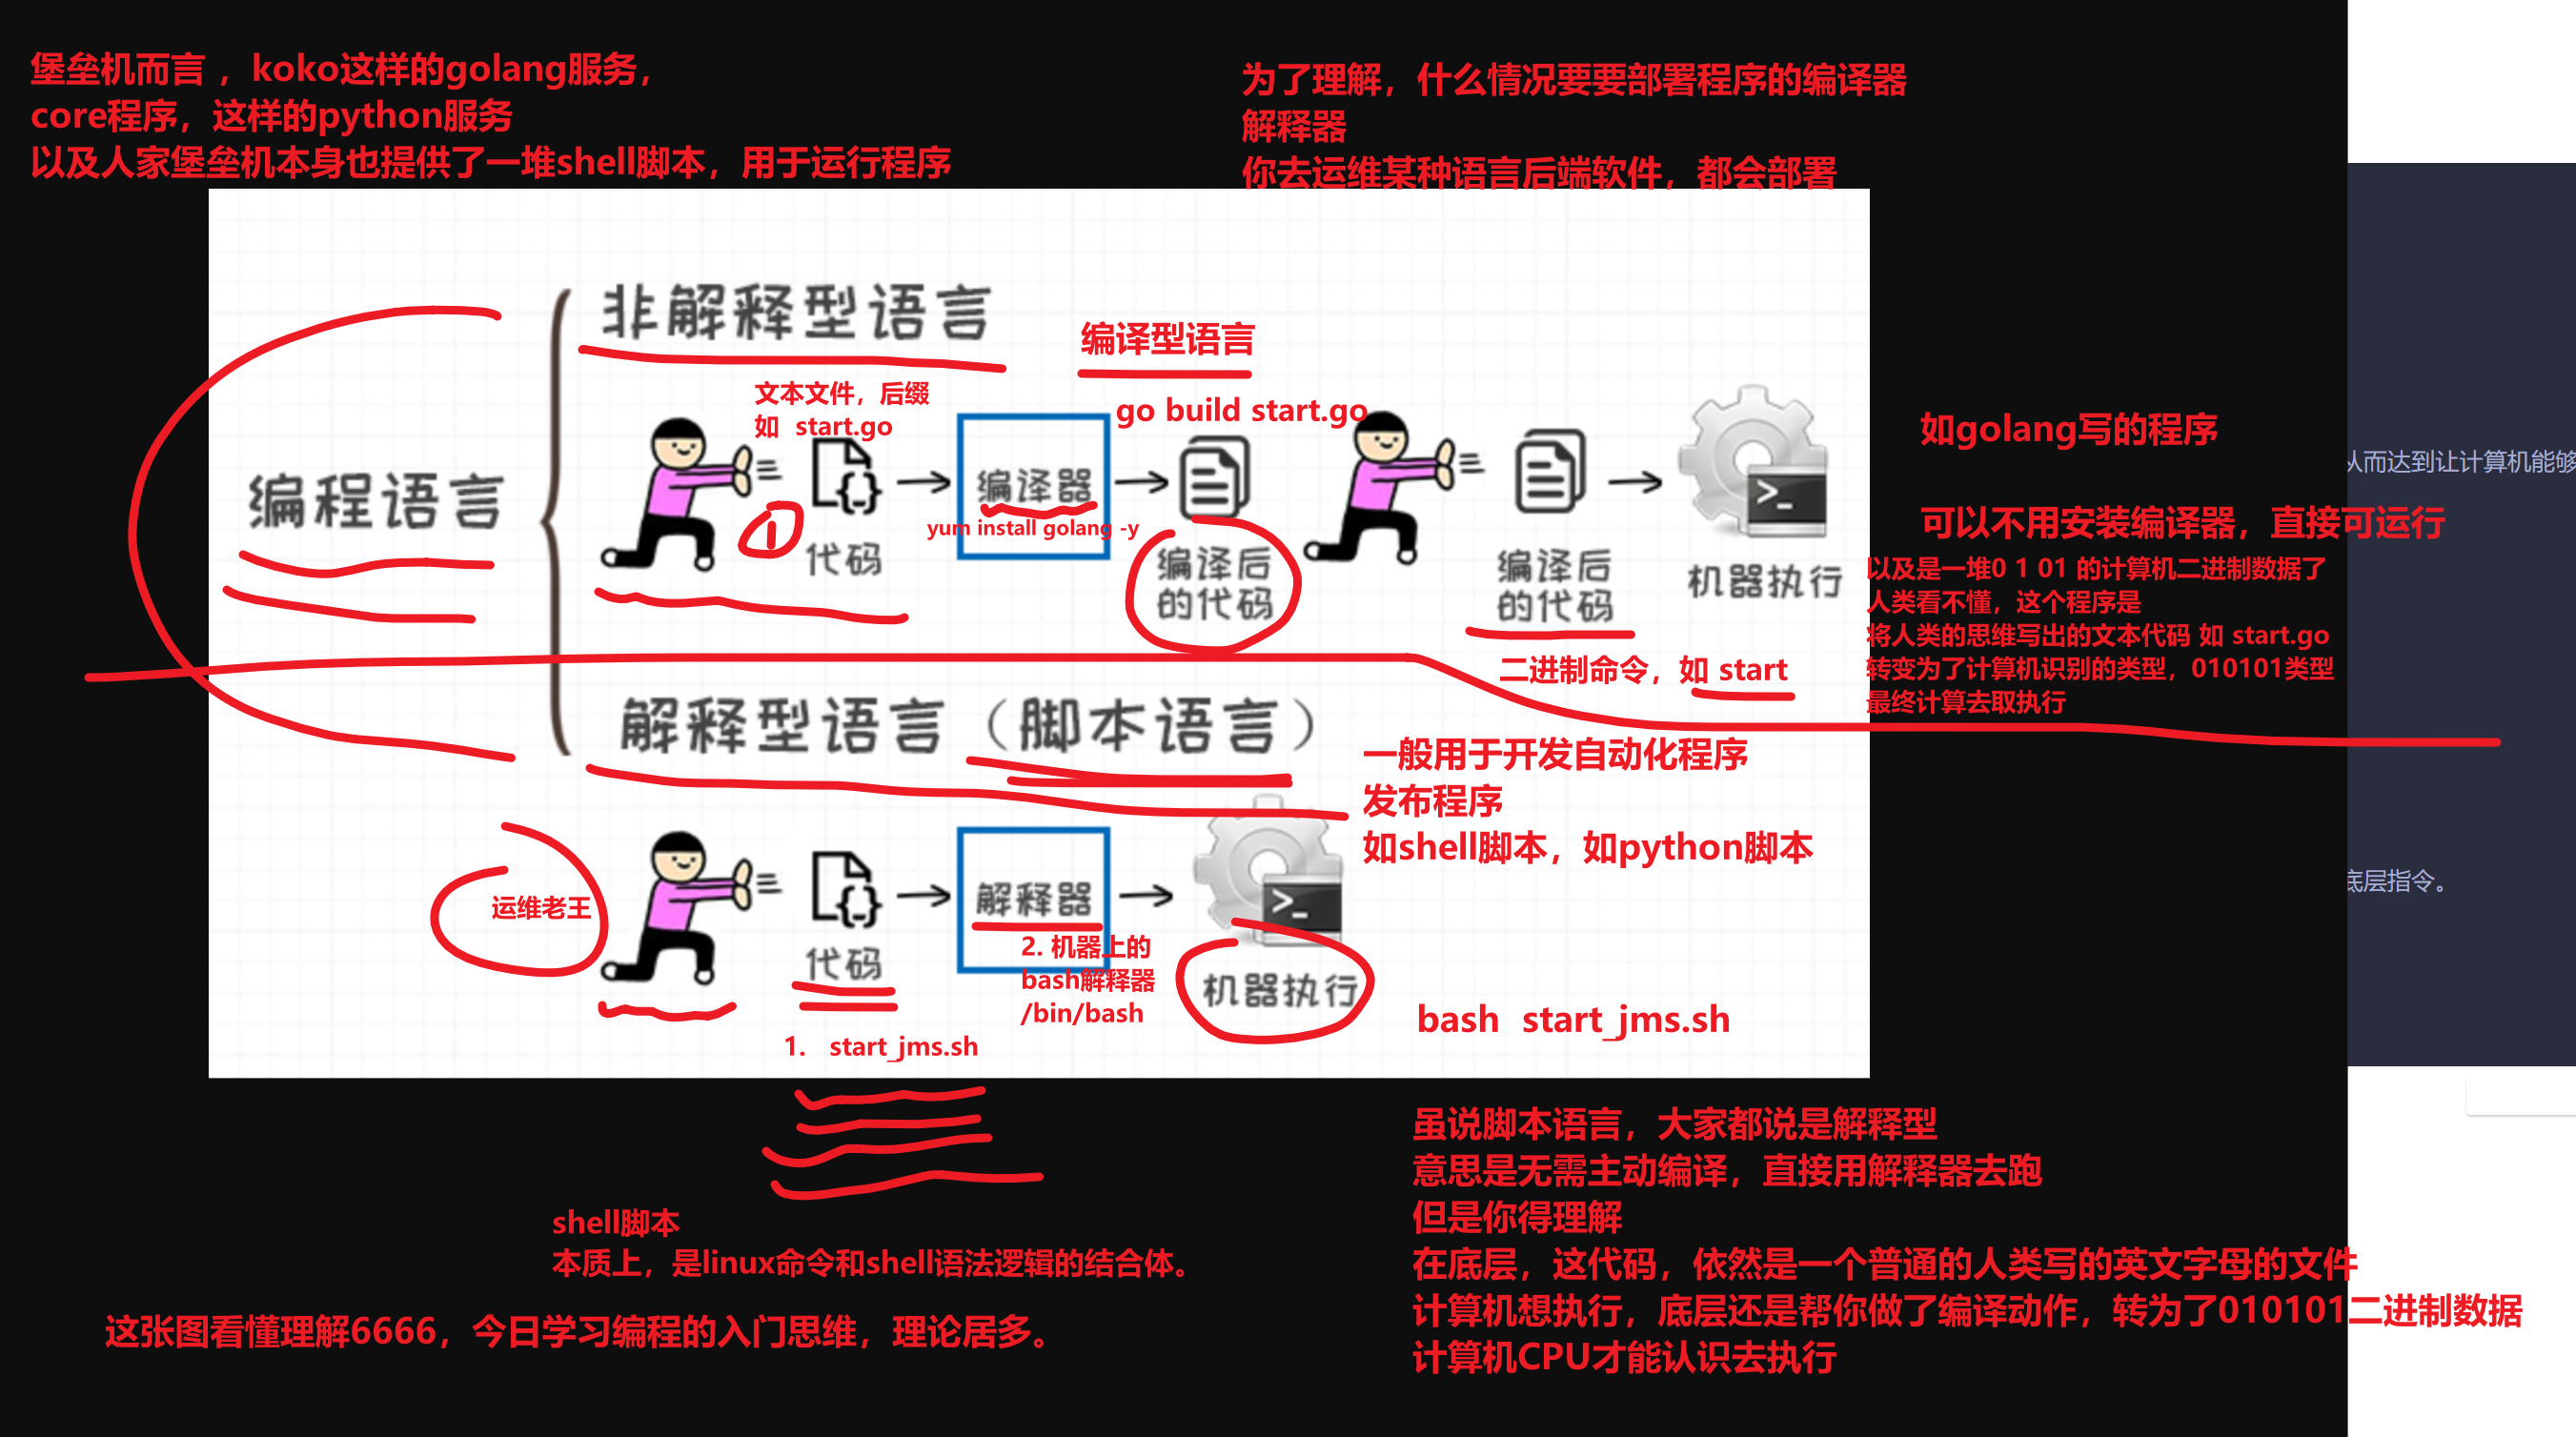 堡垒机而言 ，koko这样的golang服务，
core程序，这样的python服务
以及人家堡垒机本身也提供了一堆shell脚本，用于运行程序
为了理解，什么情况要要部署程序的编译器
解释器
你去运维某种语言后端软件，都会部署
非解释型语言
编译型语言
文本文件，后缀
如 start.go
go build start.go
编程语言
编译器
yum install golang -y
1
代码
编译后
的代码
编译后
的代码
机器执行
二进制命令，如 start
如golang写的程序
可以不用安装编译器，直接可运行
以及是一堆0 1 01 的计算机二进制数据了
人类看不懂，这个程序是
将人类的思维写出的文本代码 如 start.go
转变为了计算机识别的类型，010101类型
最终计算去取执行
从而达到让计算机能够
解释型语言（脚本语言）
一般用于开发自动化程序
发布程序
如shell脚本，如python脚本
运维老王
代码
解释器
2. 机器上的
bash解释器
/bin/bash
机器执行
1. start_jms.sh
bash start_jms.sh
底层指令。
shell脚本
本质上，是linux命令和shell语法逻辑的结合体。
这张图看懂理解6666，今日学习编程的入门思维，理论居多。
虽说脚本语言，大家都说是解释型
意思是无需主动编译，直接用解释器去跑
但是你得理解
在底层，这代码，依然是一个普通的人类写的英文字母的文件
计算机想执行，底层还是帮你做了编译动作，转为了010101二进制数据
计算机CPU才能认识去执行